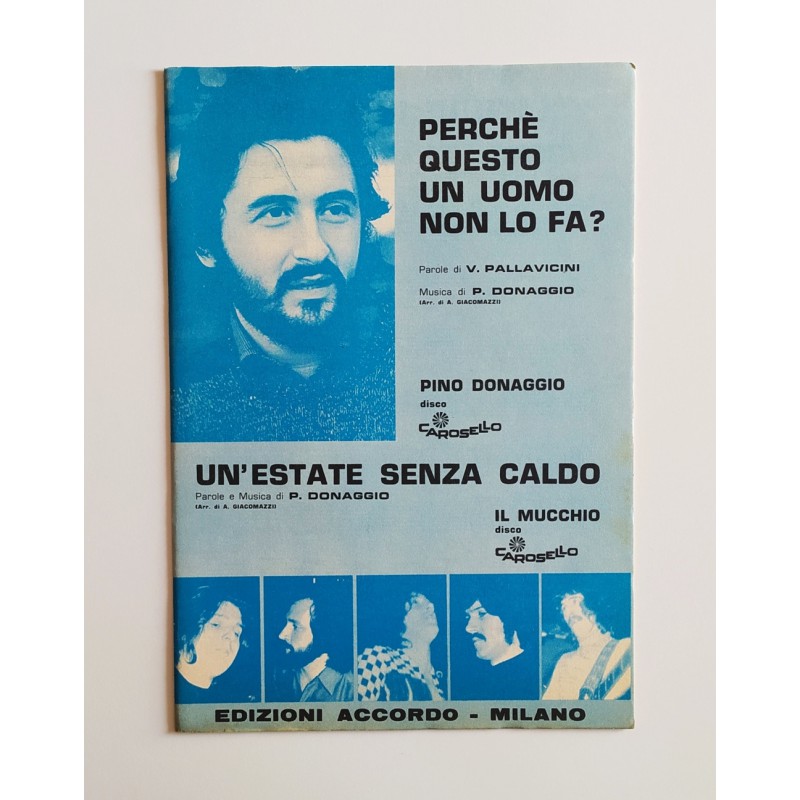 PERCHÈ
QUESTO
UN UOMO
NON LO FA?
Parole di V. PALLAVICINI
Musica di P. DONAGGIO
(Arr. di A. GIACOMAZZI)
PINO DONAGGIO
disco
CAROSELLO
UN'ESTATE SENZA CALDO
Parole e Musica di P. DONAGGIO
(Arr. di A. GIACOMAZZI)
IL MUCCHIO
disco
CAROSELLO
EDIZIONI ACCORDO - MILANO